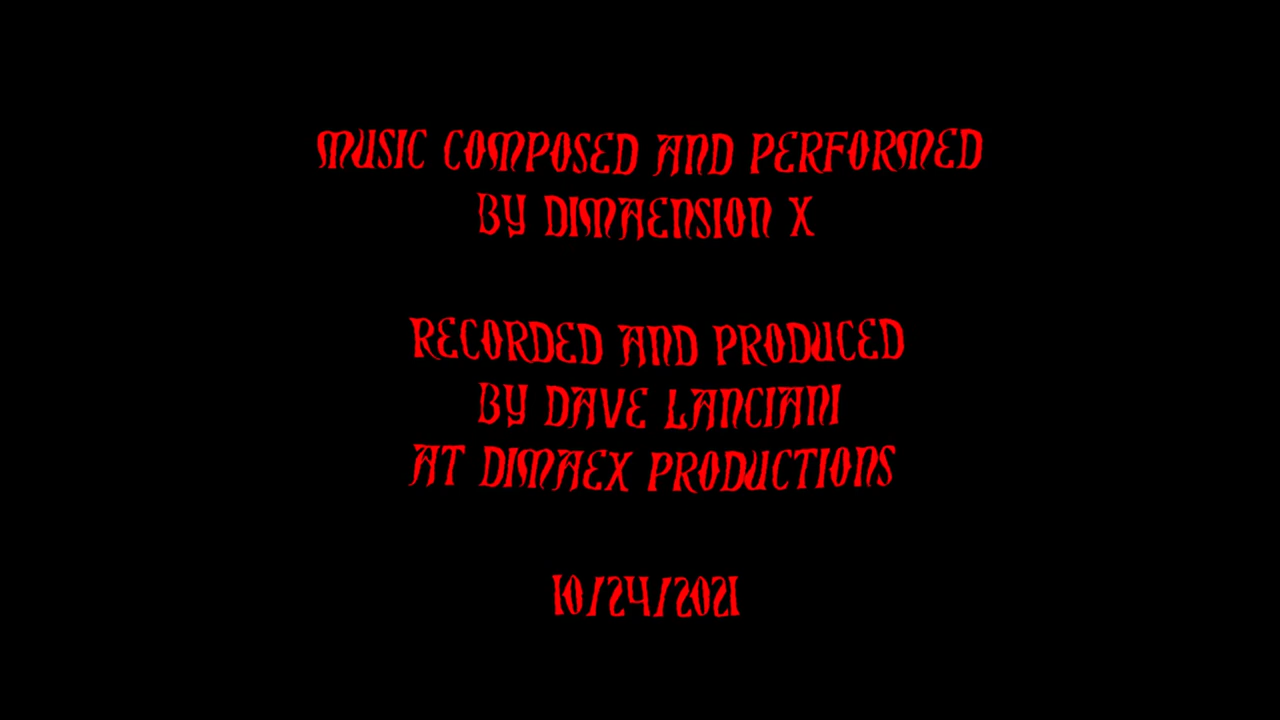 MUSIC COMPOSED AND PERFORMED
BY DIMAENSION X
RECORDED AND PRODUCED
BY DAVE LANCIANI
AT DIMAEX PRODUCTIONS
10/24/2021